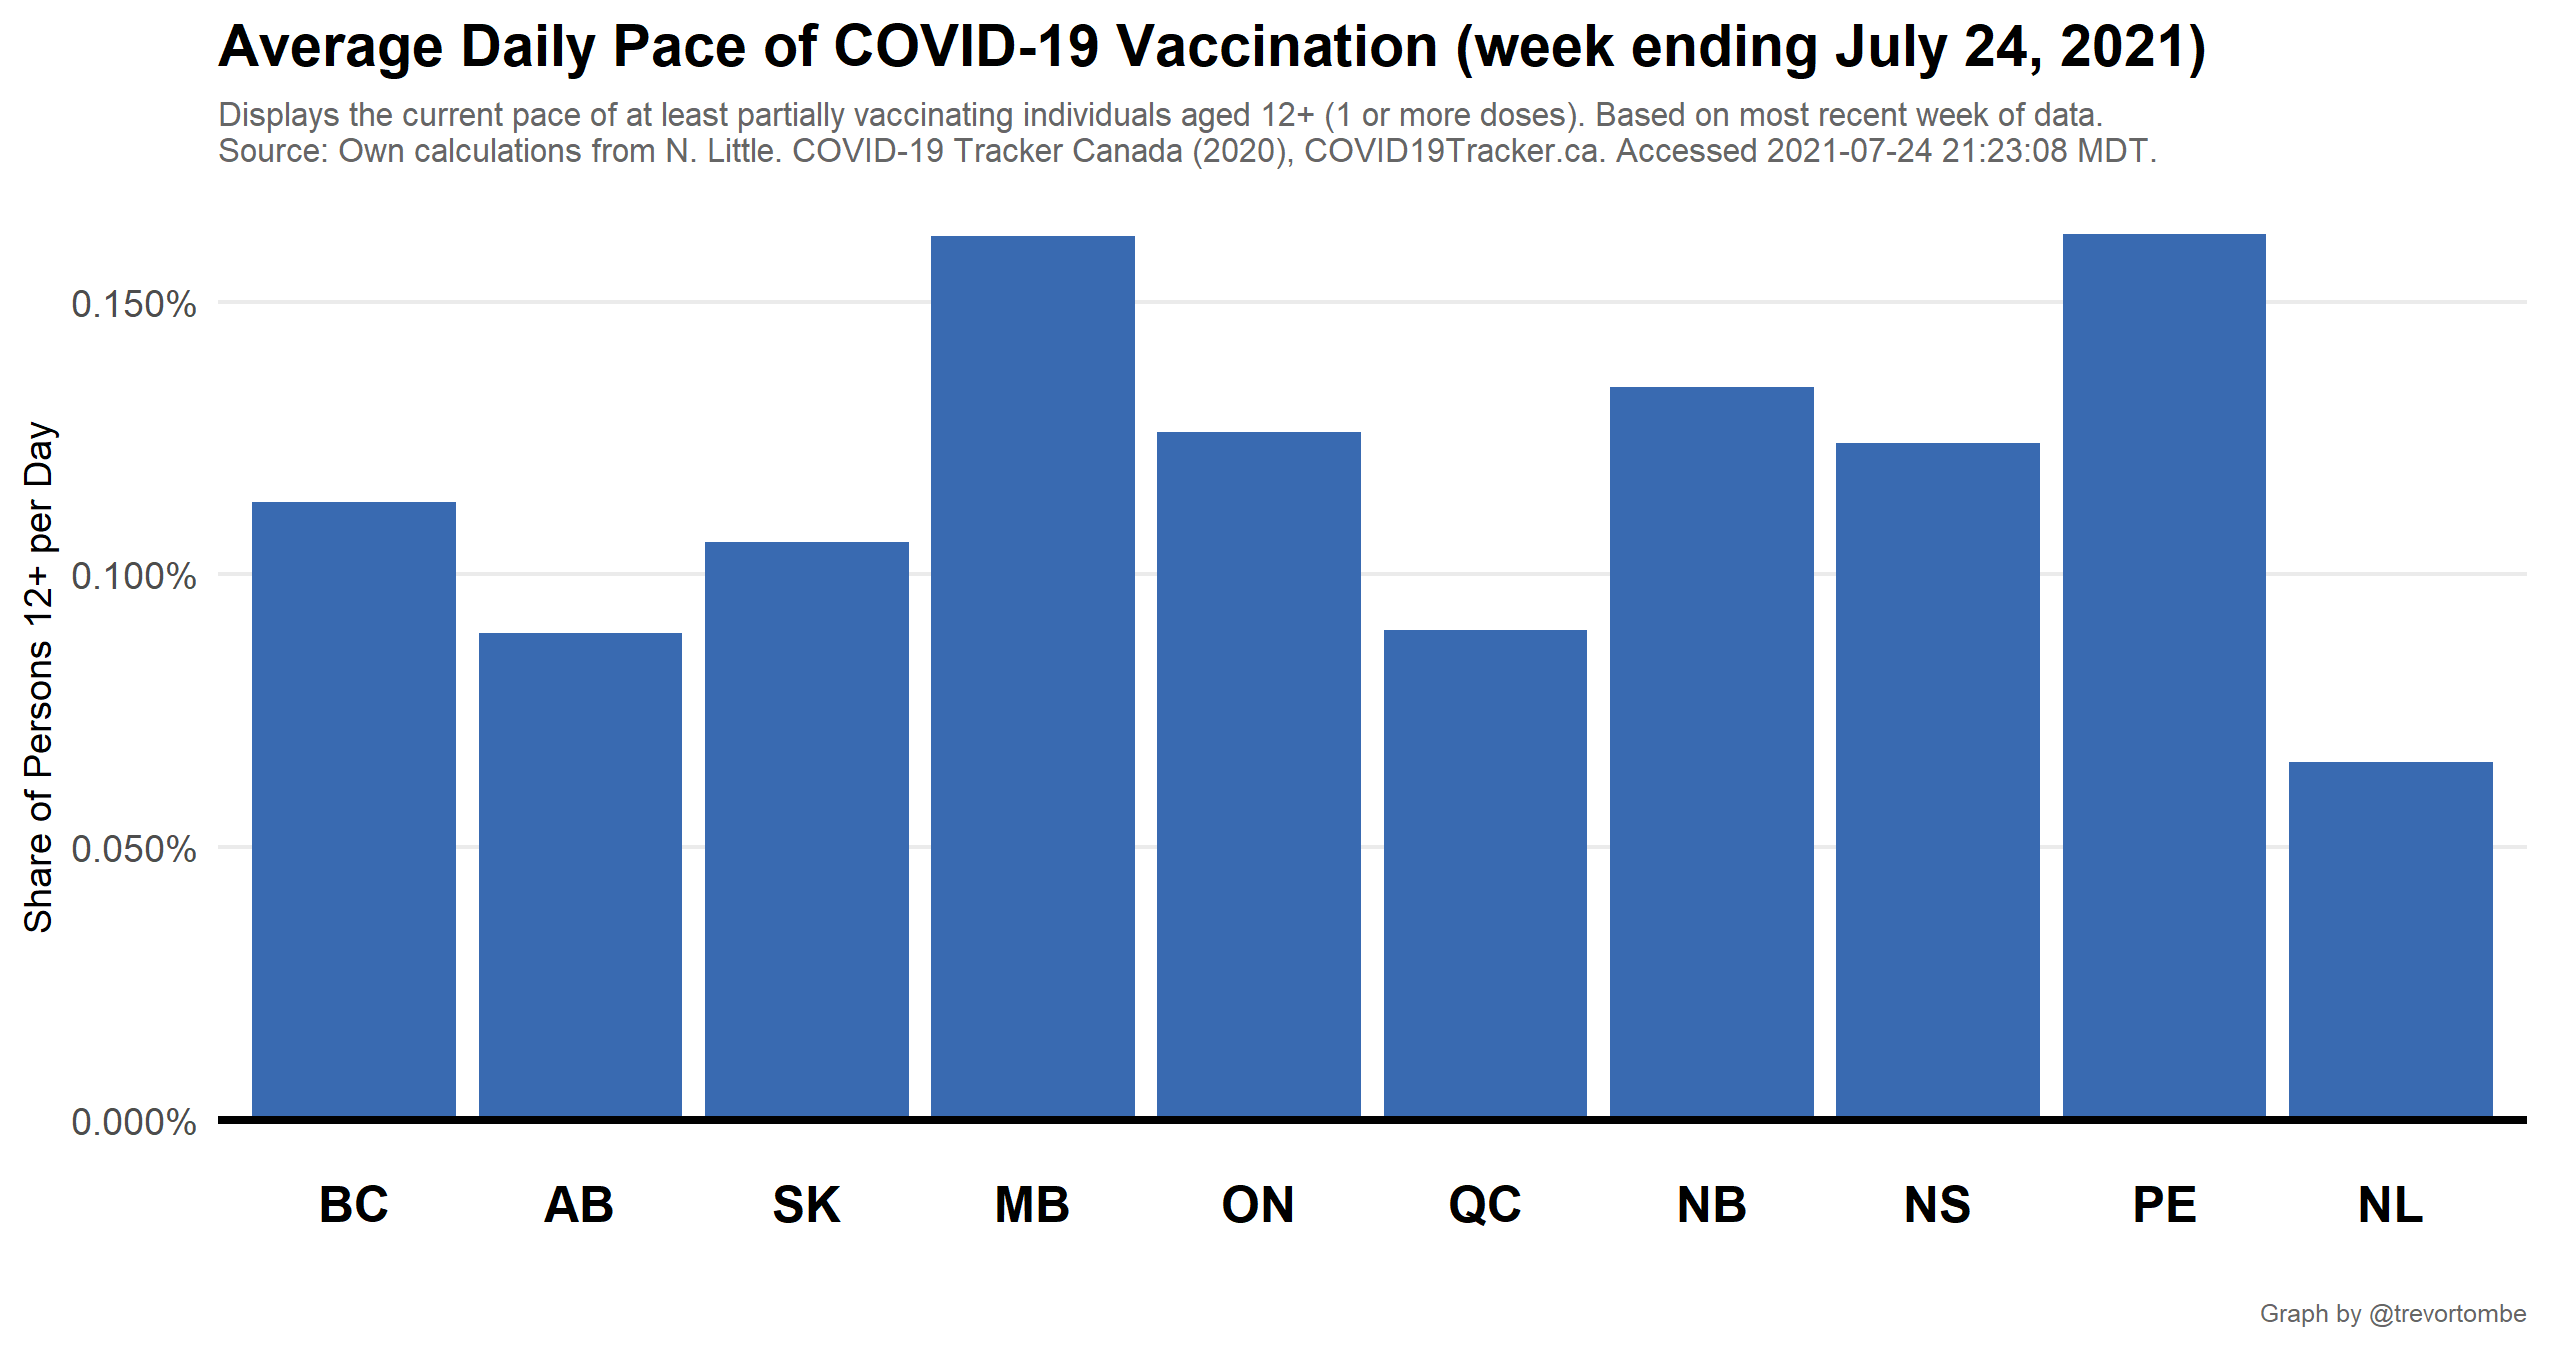 Average Daily Pace of COVID-19 Vaccination (week ending July 24, 2021)
Displays the current pace of at least partially vaccinating individuals aged 12+ (1 or more doses). Based on most recent week of data.
Source: Own calculations from N. Little. COVID-19 Tracker Canada (2020), COVID19Tracker.ca. Accessed 2021-07-24 21:23:08 MDT.
Share of Persons 12+ per Day
0.150%
0.100%
0.050%
0.000%
BC AB SK MB ON QC NB NS PE NL
Graph by @trevortombe